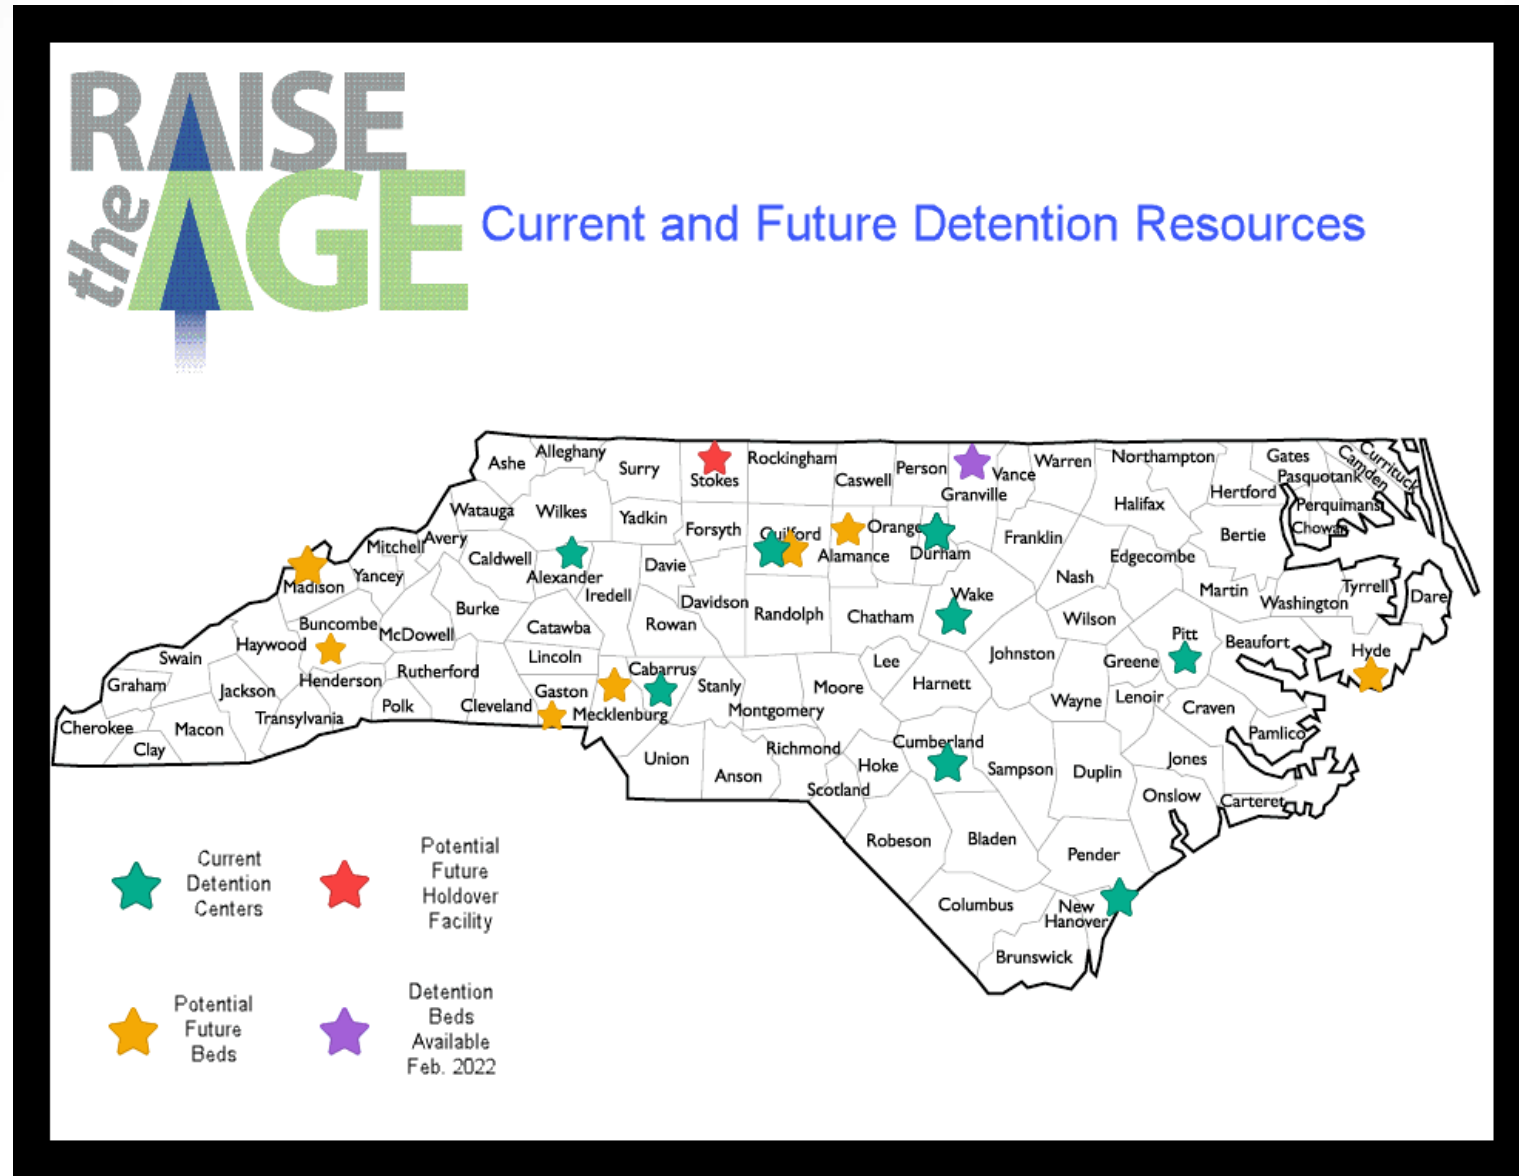 RAISE
the AGE
Current and Future Detention Resources
Alleghany
Ashe
Surry
Stokes
Rockingham
Caswell
Person
Granville
Vance
Warren
Northampton
Gates
Currituck
Camden
Pasquotank
Perquimans
Chowan
Hertford
Halifax
Bertie
Watauga
Wilkes
Yadkin
Forsyth
Guilford
Alamance
Orange
Durham
Franklin
Edgecombe
Nash
Martin
Washington
Tyrrell
Dare
Mitchell
Avery
Caldwell
Alexander
Iredell
Davie
Davidson
Randolph
Chatham
Wake
Wilson
Pitt
Beaufort
Hyde
Madison
Yancey
Burke
Catawba
Rowan
Buncombe
McDowell
Haywood
Swain
Graham
Jackson
Henderson
Rutherford
Lincoln
Cabarrus
Stanly
Moore
Lee
Harnett
Johnston
Greene
Wayne
Lenoir
Craven
Pamlico
Cherokee
Clay
Macon
Transylvania
Polk
Cleveland
Gaston
Mecklenburg
Montgomery
Union
Anson
Richmond
Scotland
Hoke
Cumberland
Sampson
Duplin
Jones
Onslow
Carteret
Robeson
Bladen
Pender
Columbus
New
Hanover
Brunswick
Current
Detention
Centers
Potential
Future
Holdover
Facility
Potential
Future
Beds
Detention
Beds
Available
Feb. 2022